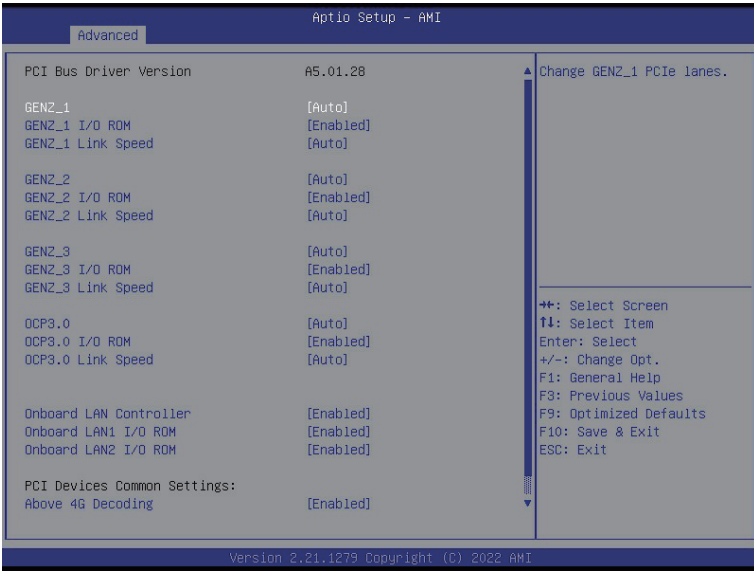 Aptio Setup – AMI
Advanced
PCI Bus Driver Version A5.01.28
GENZ_1 [Auto]
GENZ_1 I/O ROM [Enabled]
GENZ_1 Link Speed [Auto]
GENZ_2 [Auto]
GENZ_2 I/O ROM [Enabled]
GENZ_2 Link Speed [Auto]
GENZ_3 [Auto]
GENZ_3 I/O ROM [Enabled]
GENZ_3 Link Speed [Auto]
OCP3.0 [Auto]
OCP3.0 I/O ROM [Enabled]
OCP3.0 Link Speed [Auto]
Onboard LAN Controller [Enabled]
Onboard LAN1 I/O ROM [Enabled]
Onboard LAN2 I/O ROM [Enabled]
PCI Devices Common Settings:
Above 4G Decoding [Enabled]
Change GENZ_1 PCIe lanes.
→←: Select Screen
↑↓: Select Item
Enter: Select
+/-: Change Opt.
F1: General Help
F3: Previous Values
F9: Optimized Defaults
F10: Save & Exit
ESC: Exit
Version 2.21.1279 Copyright (C) 2022 AMI